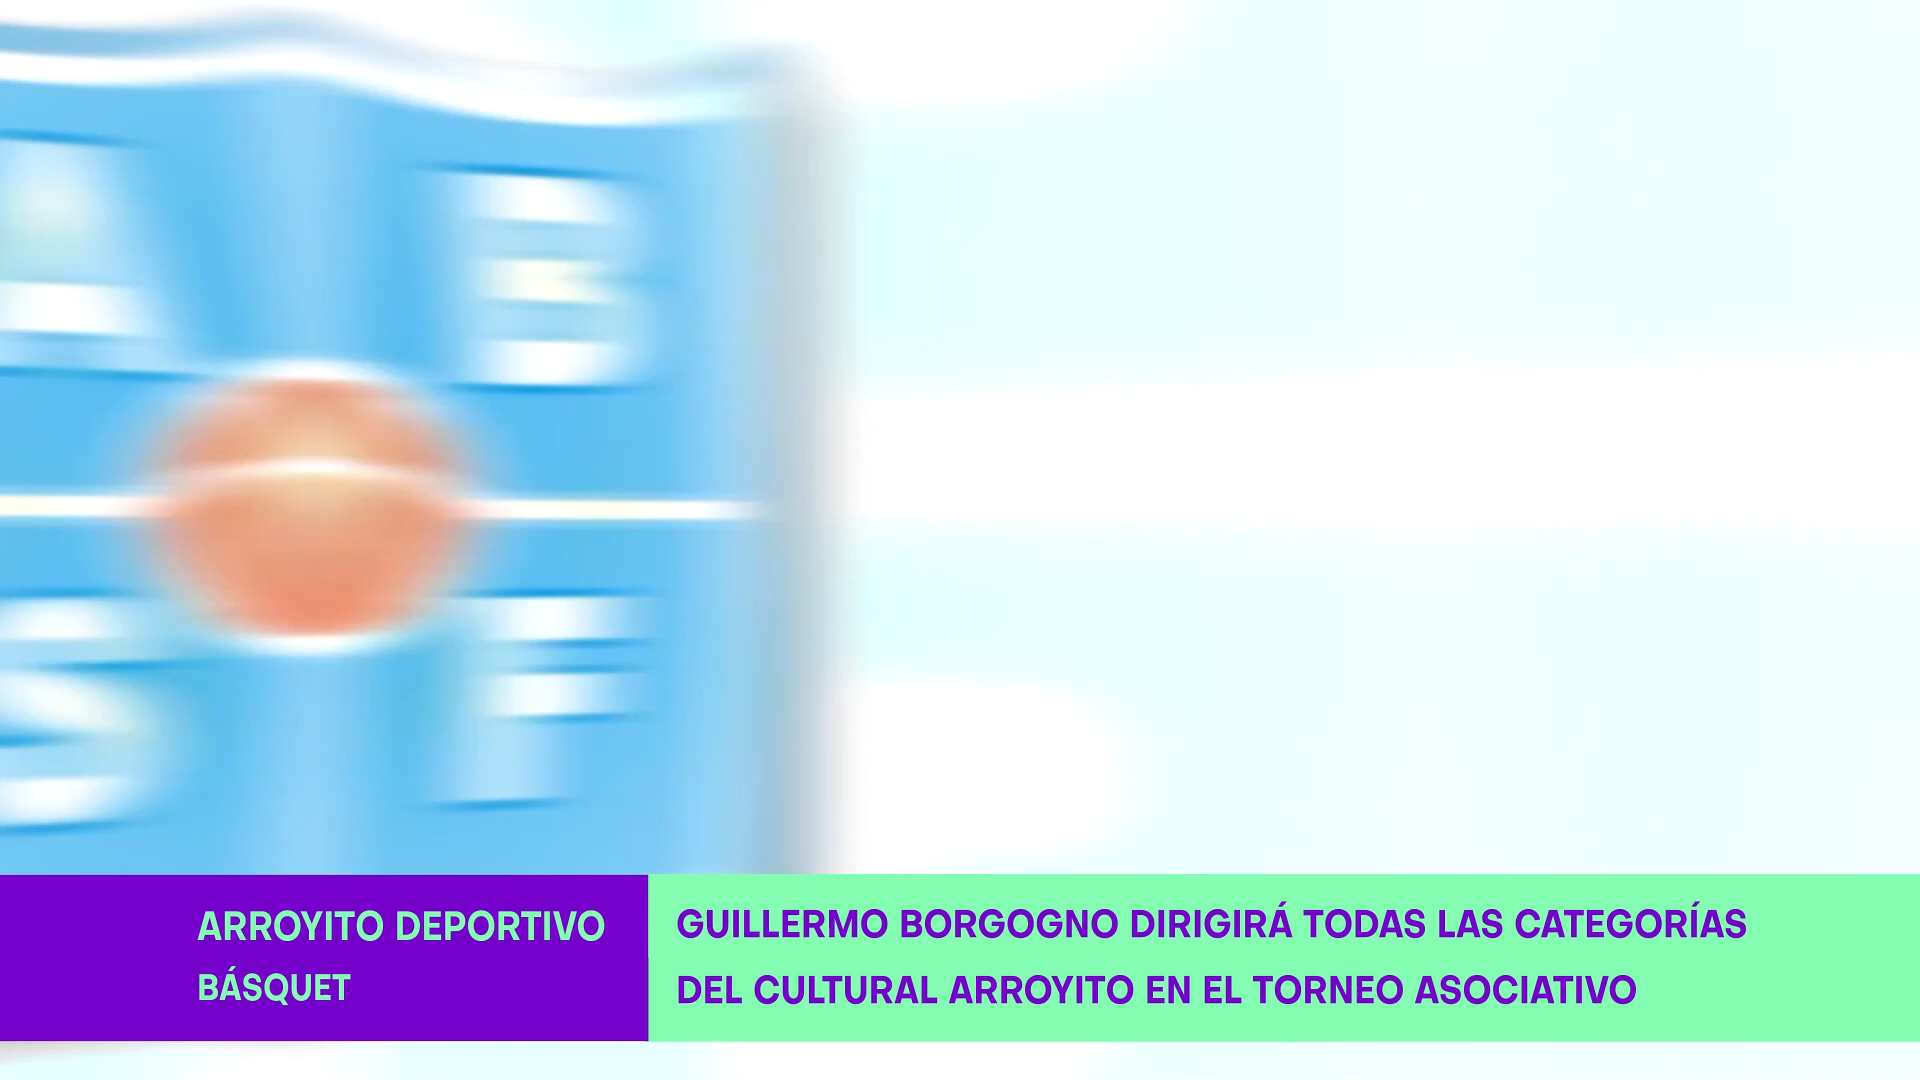 A B
S F
ARROYITO DEPORTIVO
BÁSQUET
GUILLERMO BORGOGNO DIRIGIRÁ TODAS LAS CATEGORÍAS
DEL CULTURAL ARROYITO EN EL TORNEO ASOCIATIVO